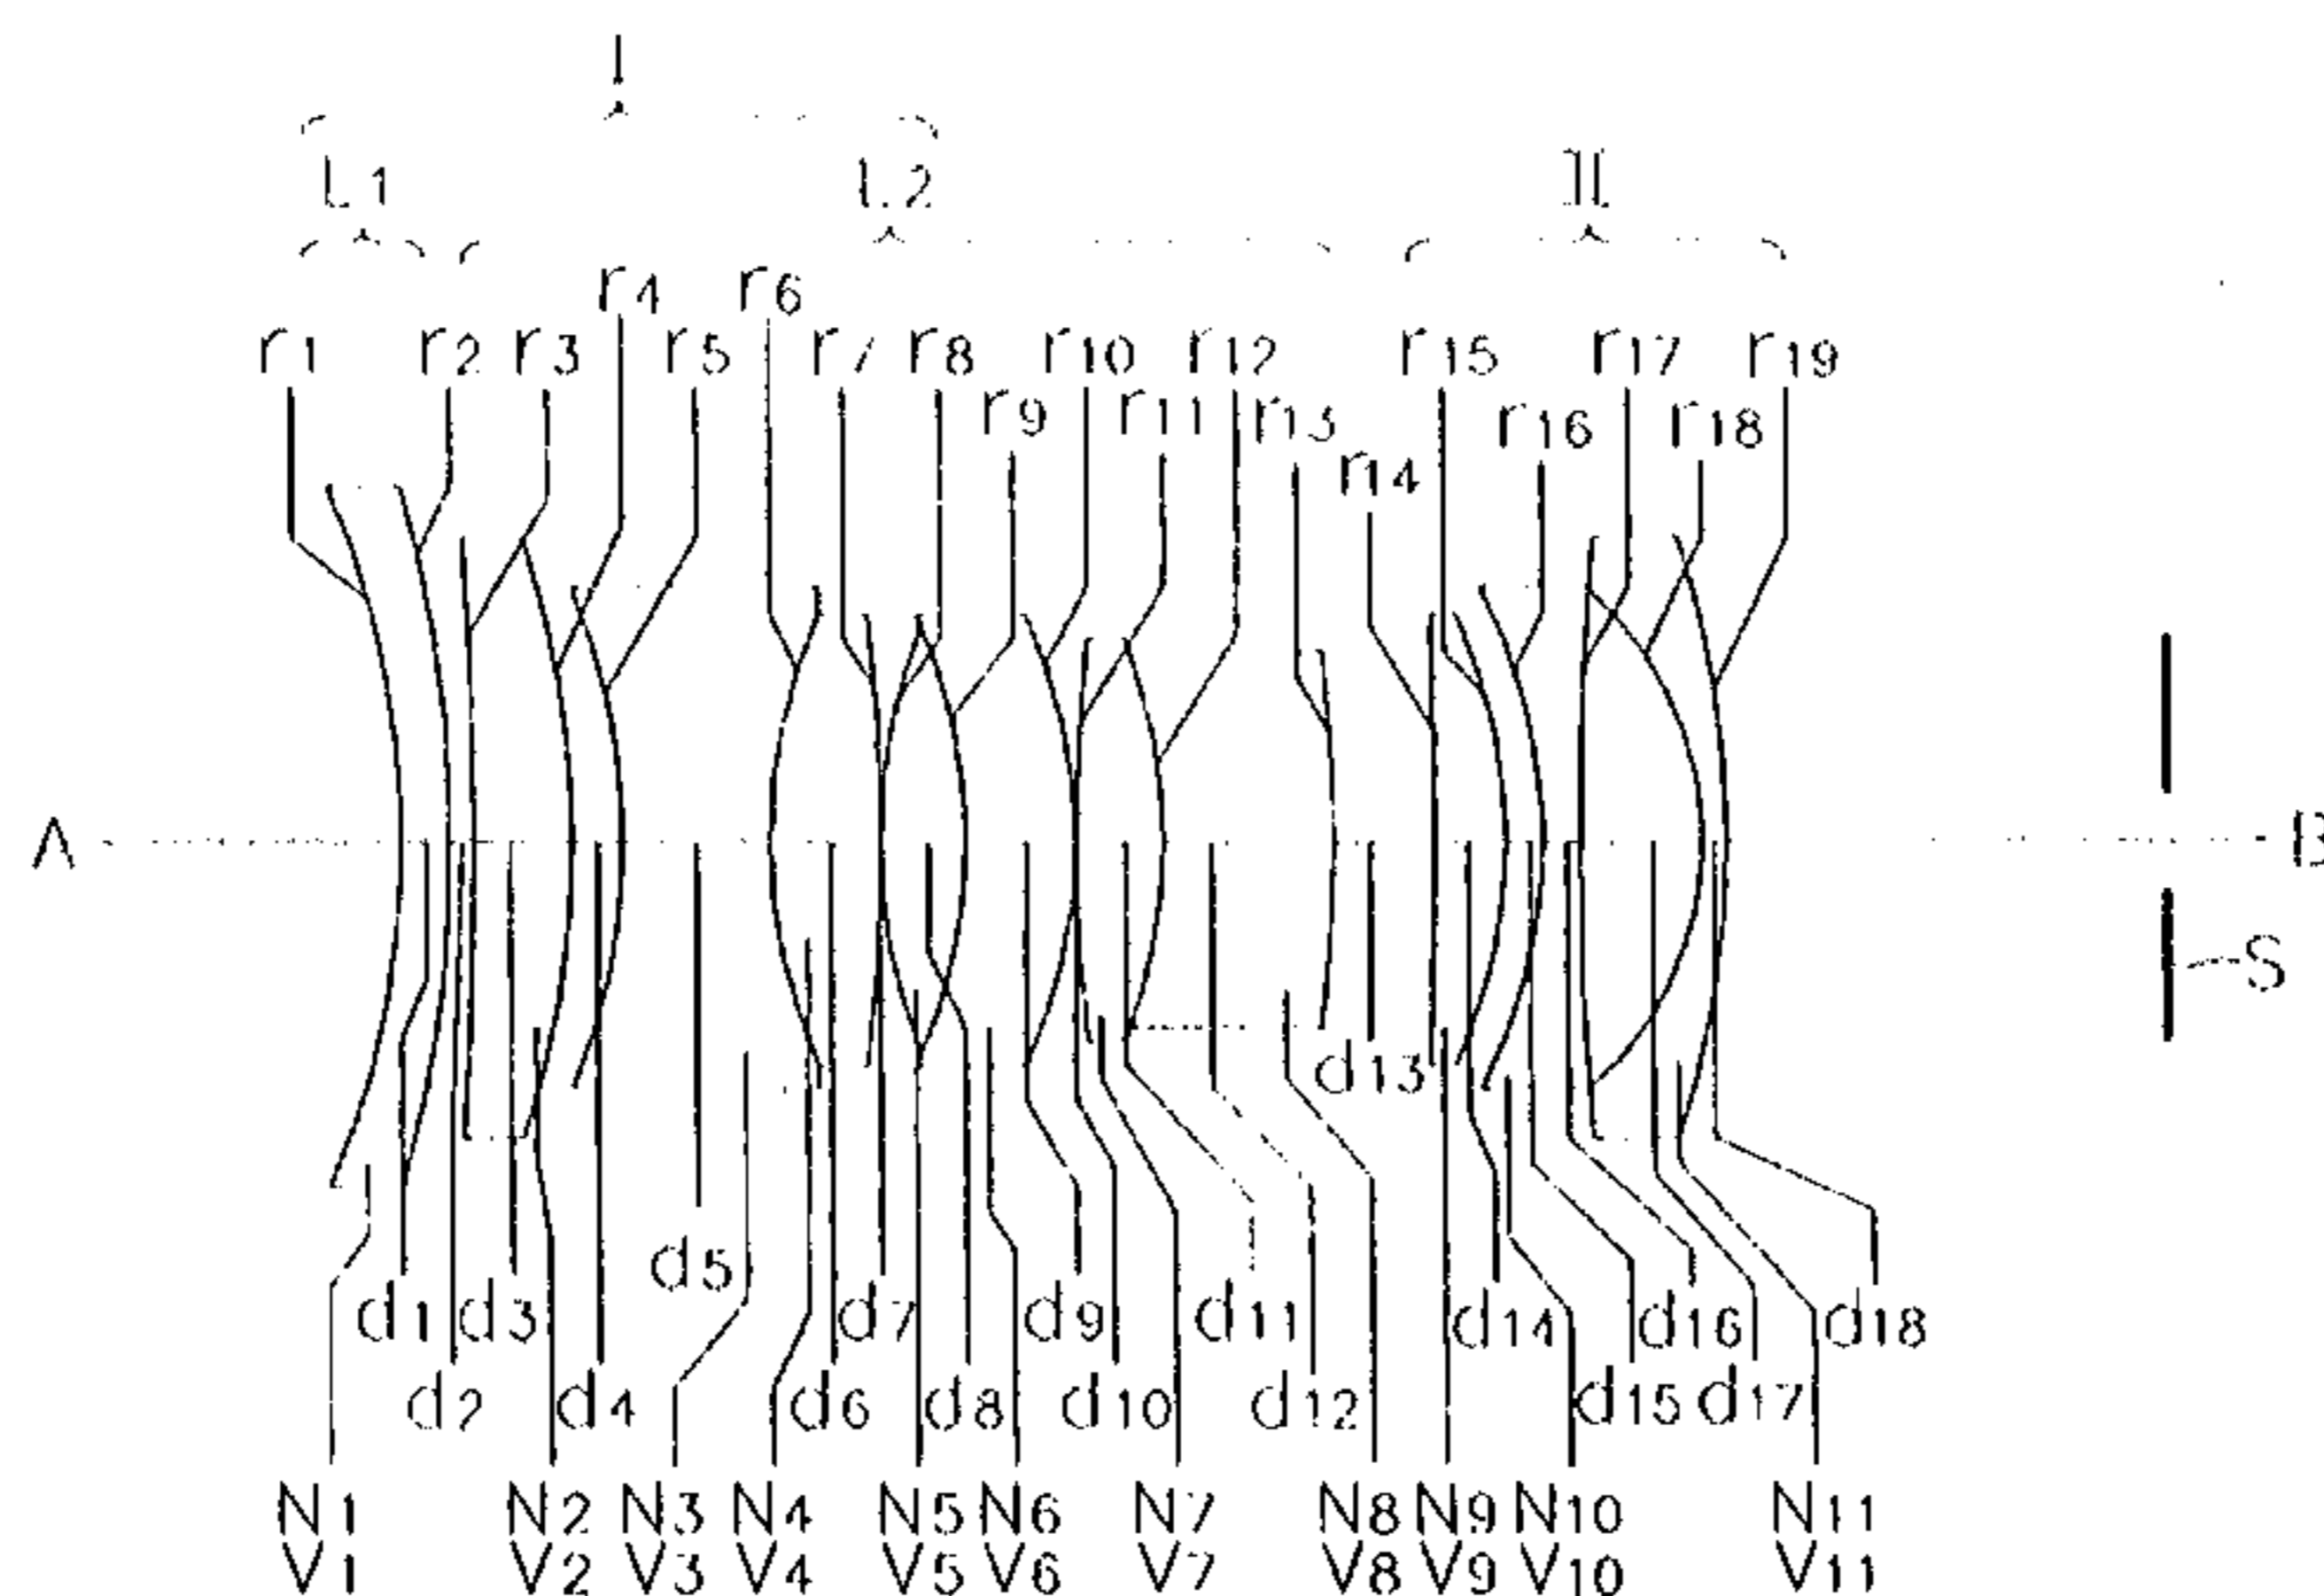 I
L1 L2 II
r4 r6
r1 r2 r3 r5 r7 r8 r10 r12 r15 r17 r19
r9 r11 r13 r16 r18
r14
A B
S
d13
d5
d1 d3 d7 d9 d11 d14 d16 d18
d2 d4 d6 d8 d10 d12 d15 d17
N1 N2 N3 N4 N5 N6 N7 N8 N9 N10 N11
V1 V2 V3 V4 V5 V6 V7 V8 V9 V10 V11